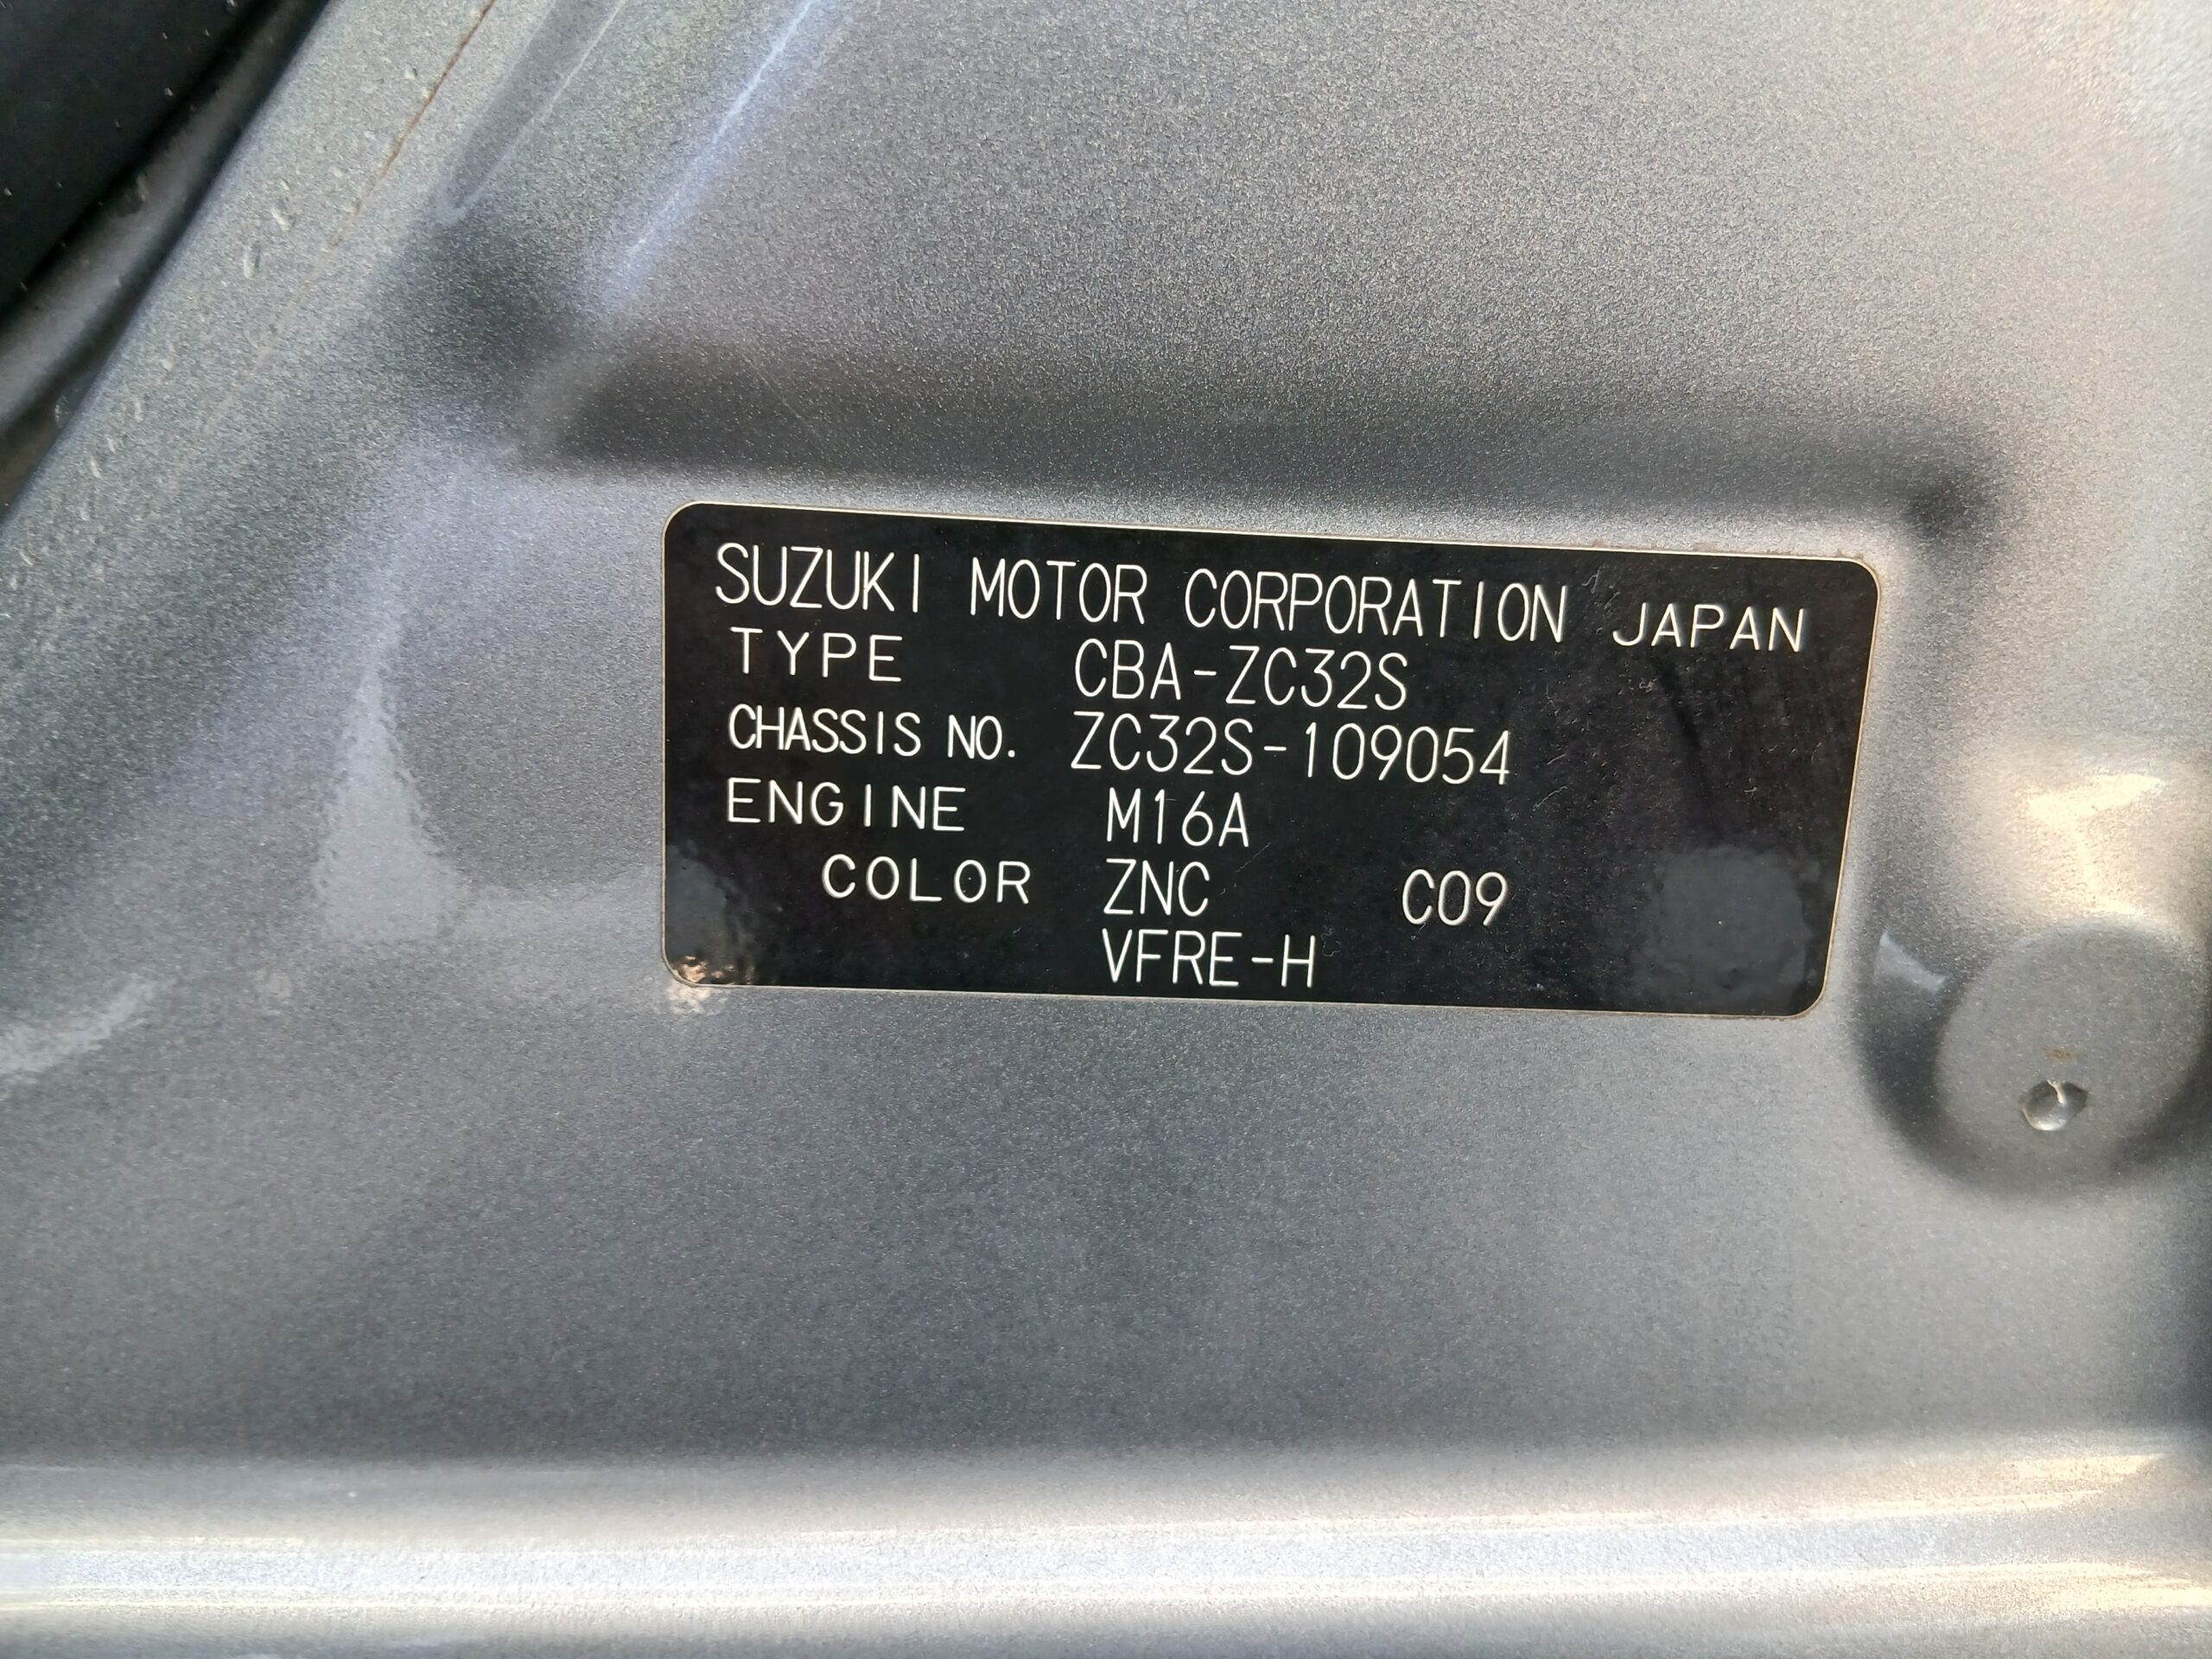 SUZUKI MOTOR CORPORATION JAPAN
TYPE CBA-ZC32S
CHASSIS NO. ZC32S-109054
ENGINE M16A
COLOR ZNC C09
VFRE-H